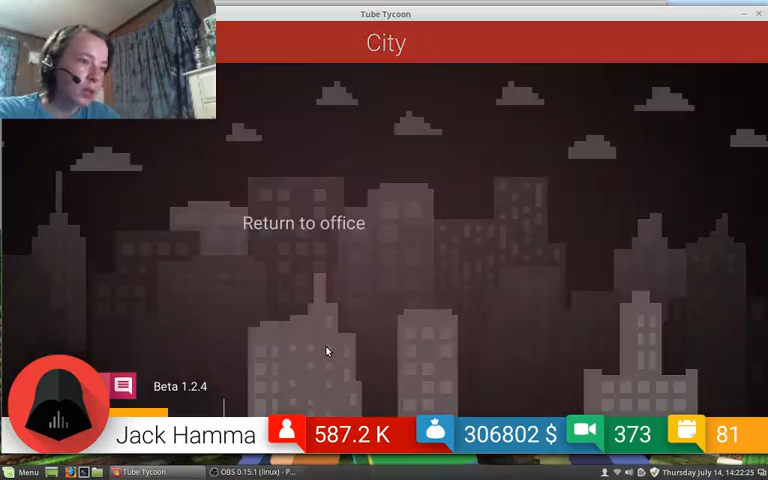 Tube Tycoon
City
Return to office
Beta 1.2.4
Jack Hamma
587.2 K
306802 $
373
81
Menu
Tube Tycoon
OBS 0.15.1 (linux) - P...
Thursday July 14, 14:22:25